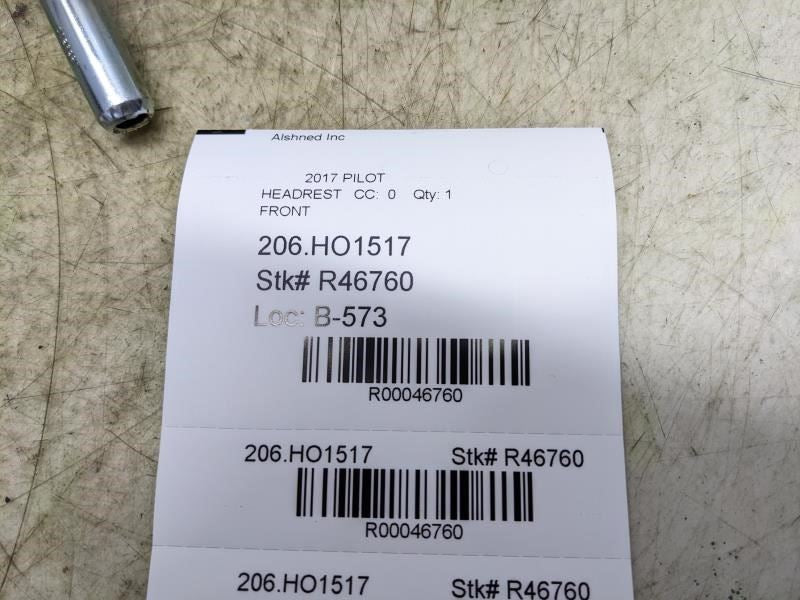 Alshned Inc
2017 PILOT
HEADREST CC: 0 Qty: 1
FRONT
206.HO1517
Stk# R46760
Loc: B-573
R00046760
206.HO1517 Stk# R46760
R00046760
206.HO1517 Stk# R46760